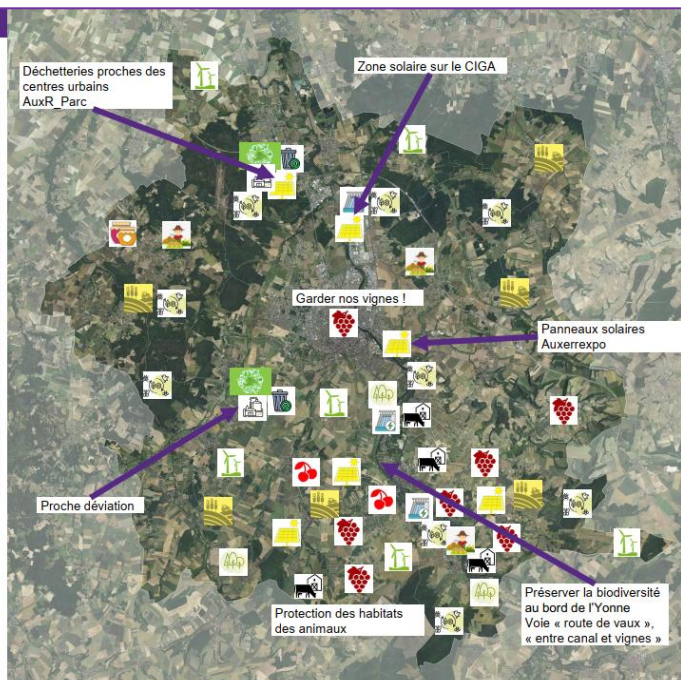 Déchetteries proches des
centres urbains
AuxR_Parc
Zone solaire sur le CIGA
Garder nos vignes !
Panneaux solaires
Auxerrexpo
Proche déviation
Préserver la biodiversité
au bord de l'Yonne
Voie « route de vaux »,
« entre canal et vignes »
Protection des habitats
des animaux